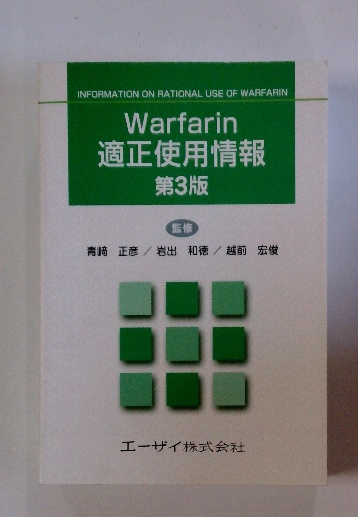 INFORMATION ON RATIONAL USE OF WARFARIN
Warfarin
適正使用情報
第3版
監修
青﨑 正彦／岩出 和徳／越前 宏俊
エーザイ株式会社